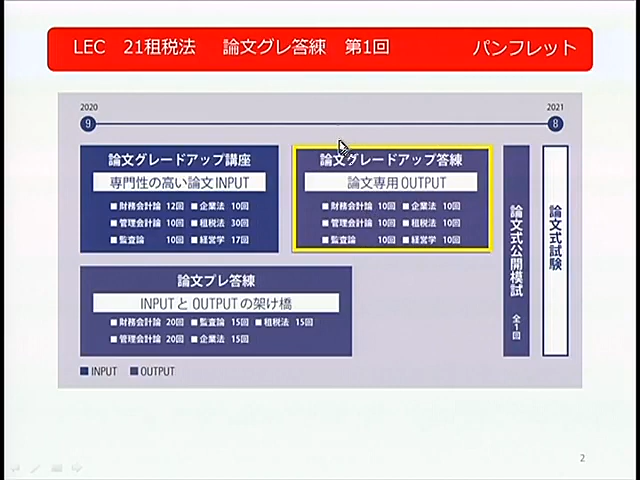 LEC 21租税法 論文グレ答練 第1回 パンフレット
2020 2021
9 8
論文グレードアップ講座
専門性の高い論文INPUT
■財務会計論 12回 ■企業法 10回
■管理会計論 10回 ■租税法 30回
■監査論 10回 ■経営学 17回
論文グレードアップ答練
論文専用OUTPUT
■財務会計論 10回 ■企業法 10回
■管理会計論 10回 ■租税法 10回
■監査論 10回 ■経営学 10回
論文式公開模試 全1回
論文式試験
論文プレ答練
INPUTとOUTPUTの架け橋
■財務会計論 20回 ■監査論 15回 ■租税法 15回
■管理会計論 20回 ■企業法 15回
■INPUT ■OUTPUT
2